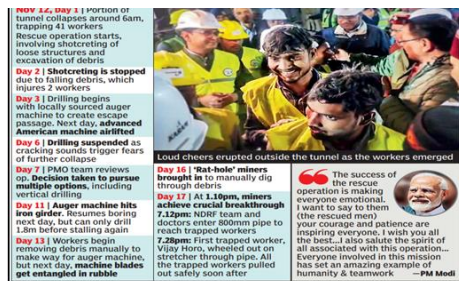 NOV 12, Day 1 | Portion of
tunnel collapses around 6am,
trapping 41 workers
Rescue operation starts,
involving shotcreting of
loose structures and
excavation of debris
Day 2 | Shotcreting is stopped
due to falling debris, which
injures 2 workers
Day 3 | Drilling begins
with locally sourced auger
machine to create escape
passage. Next day, advanced
American machine airlifted
Day 6 | Drilling suspended as
cracking sounds trigger fears
of further collapse
Day 7 | PMO team reviews
op. Decision taken to pursue
multiple options, including
vertical drilling
Day 11 | Auger machine hits
iron girder. Resumes boring
next day, but can only drill
1.8m before stalling again
Day 13 | Workers begin
removing debris manually to
make way for auger machine,
but next day, machine blades
get entangled in rubble
Loud cheers erupted outside the tunnel as the workers emerged
Day 16 | 'Rat-hole' miners
brought in to manually dig
through debris
Day 17 | At 1.10pm, miners
achieve crucial breakthrough
7.12pm: NDRF team and
doctors enter 800mm pipe to
reach trapped workers
7.28pm: First trapped worker,
Vijay Horo, wheeled out on
stretcher through pipe. All
the trapped workers pulled
out safely soon after
The success of
the rescue
operation is making
everyone emotional.
I want to say to them
(the rescued men)
your courage and patience are
inspiring everyone. I wish you all
the best...I also salute the spirit of
all associated with this operation...
Everyone involved in this mission
has set an amazing example of
humanity & teamwork —PM Modi